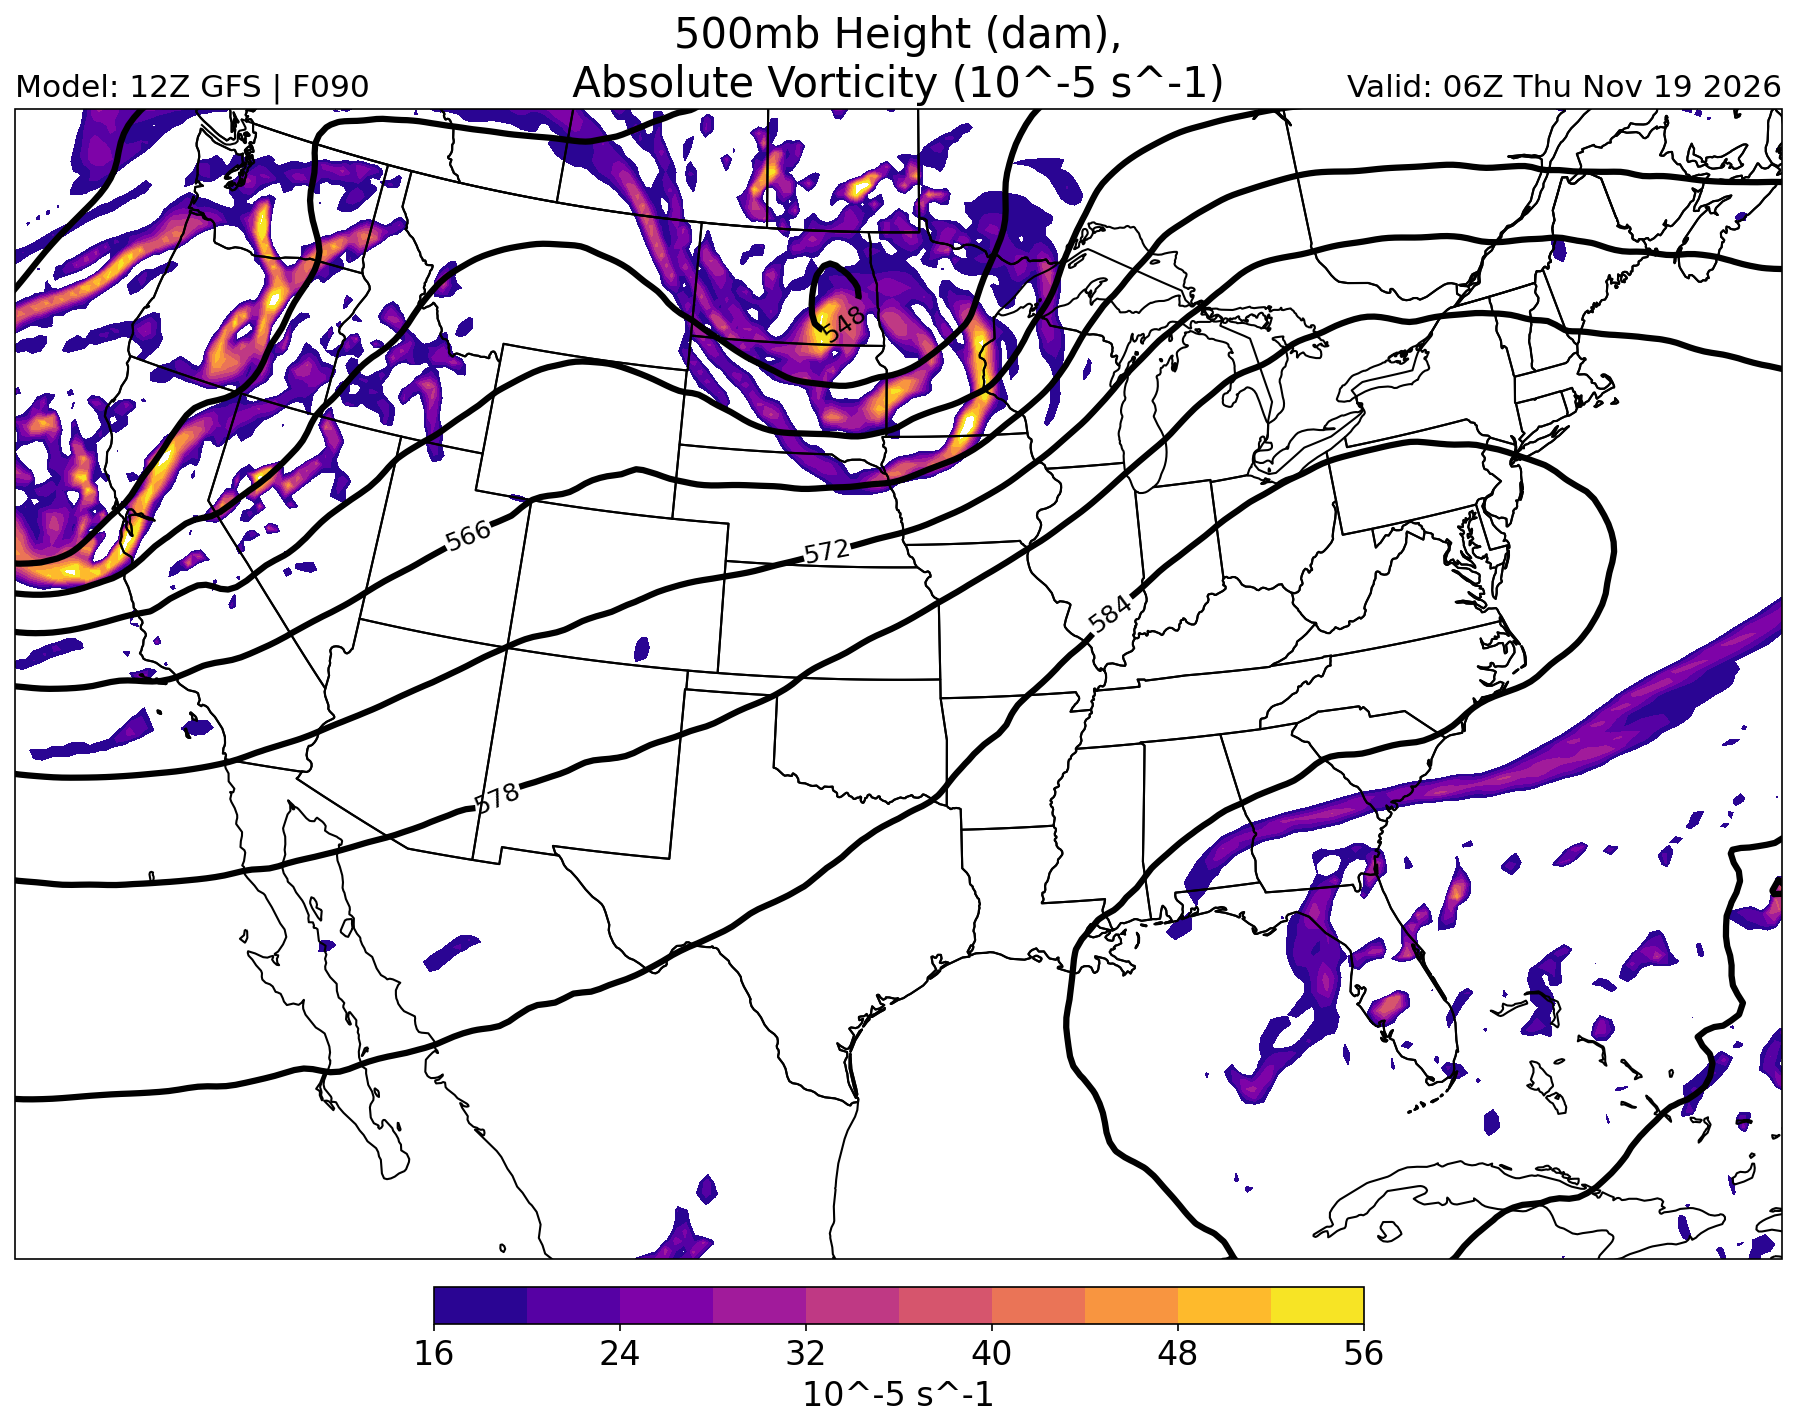 500mb Height (dam),
Model: 12Z GFS | F090
Absolute Vorticity (10^-5 s^-1)
Valid: 06Z Thu Nov 19 2026
548
566
572
584
578
16
24
32
40
48
56
10^-5 s^-1